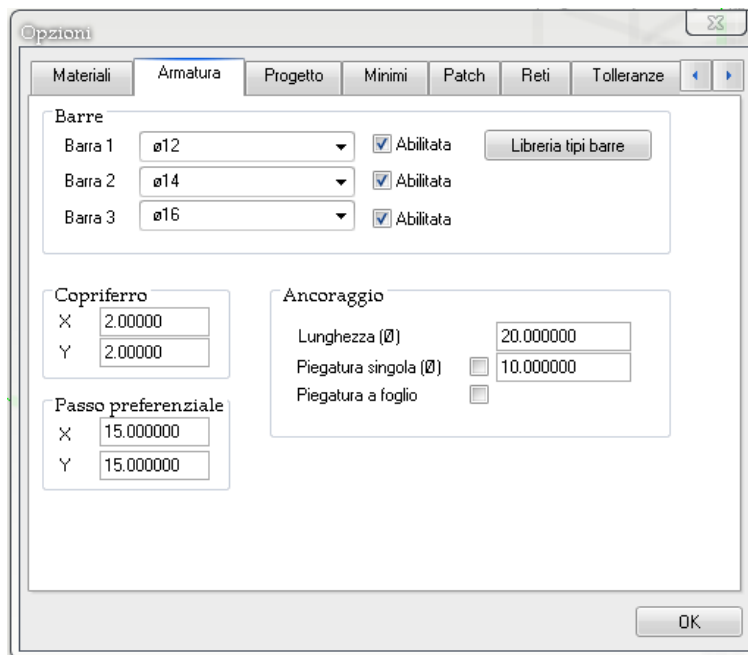 Opzioni
Materiali Armatura Progetto Minimi Patch Reti Tolleranze
Barre
Barra 1 ø12 Abilitata Libreria tipi barre
Barra 2 ø14 Abilitata
Barra 3 ø16 Abilitata
Copriferro
X 2.00000
Y 2.00000
Ancoraggio
Lunghezza (Ø) 20.000000
Piegatura singola (Ø) 10.000000
Piegatura a foglio
Passo preferenziale
X 15.000000
Y 15.000000
OK